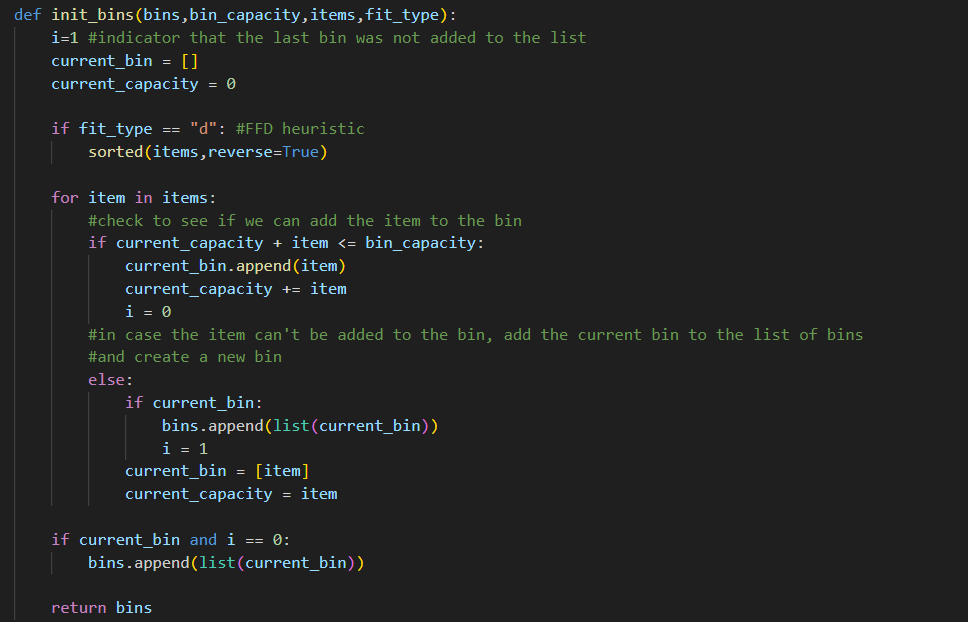 def init_bins(bins,bin_capacity,items,fit_type):
    i=1 #indicator that the last bin was not added to the list
    current_bin = []
    current_capacity = 0

    if fit_type == "d": #FFD heuristic
        sorted(items,reverse=True)

    for item in items:
        #check to see if we can add the item to the bin
        if current_capacity + item <= bin_capacity:
            current_bin.append(item)
            current_capacity += item
            i = 0
        #in case the item can't be added to the bin, add the current bin to the list of bins
        #and create a new bin
        else:
            if current_bin:
                bins.append(list(current_bin))
                i = 1
            current_bin = [item]
            current_capacity = item

    if current_bin and i == 0:
        bins.append(list(current_bin))

    return bins